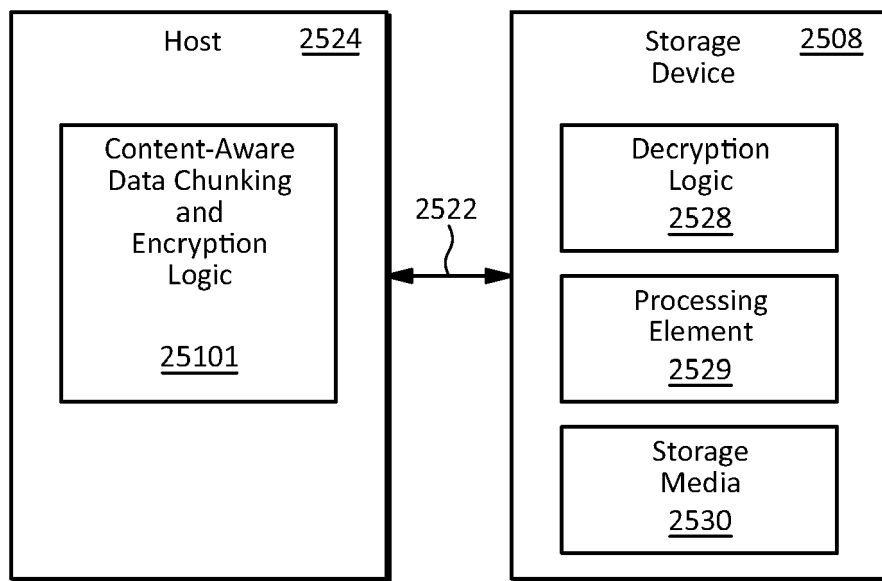 Host 2524
Content-Aware
Data Chunking
and
Encryption
Logic
25101
2522
Storage 2508
Device
Decryption
Logic
2528
Processing
Element
2529
Storage
Media
2530